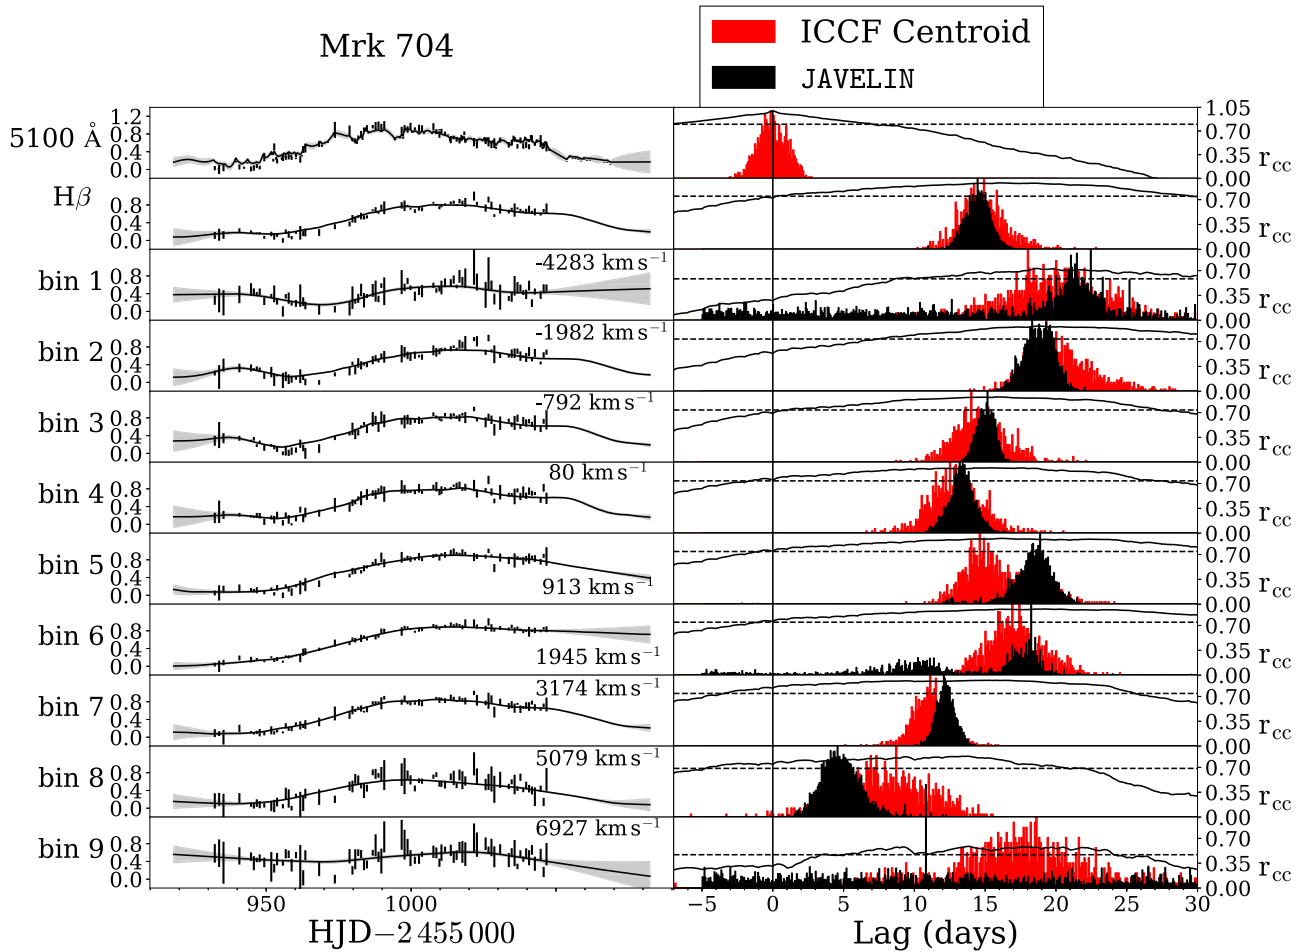 Mrk 704
ICCF Centroid
JAVELIN
5100 Å
1.2
0.8
0.4
0.0
1.05
0.70
0.35
0.00
r_cc
Hβ
0.8
0.4
0.0
0.70
0.35
0.00
r_cc
bin 1
0.8
0.4
0.0
-4283 km s⁻¹
0.70
0.35
0.00
r_cc
bin 2
0.8
0.4
0.0
-1982 km s⁻¹
0.70
0.35
0.00
r_cc
bin 3
0.8
0.4
0.0
-792 km s⁻¹
0.70
0.35
0.00
r_cc
bin 4
0.8
0.4
0.0
80 km s⁻¹
0.70
0.35
0.00
r_cc
bin 5
0.8
0.4
0.0
913 km s⁻¹
0.70
0.35
0.00
r_cc
bin 6
0.8
0.4
0.0
1945 km s⁻¹
0.70
0.35
0.00
r_cc
bin 7
0.8
0.4
0.0
3174 km s⁻¹
0.70
0.35
0.00
r_cc
bin 8
0.8
0.4
0.0
5079 km s⁻¹
0.70
0.35
0.00
r_cc
bin 9
0.8
0.4
0.0
6927 km s⁻¹
0.70
0.35
0.00
r_cc
950 1000
−5 0 5 10 15 20 25 30
HJD−2 455 000
Lag (days)